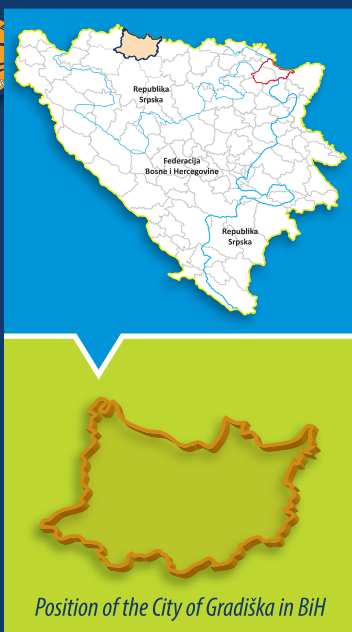 Republika
Srpska
Federacija
Bosne i Hercegovine
Republika
Srpska
Position of the City of Gradiška in BiH